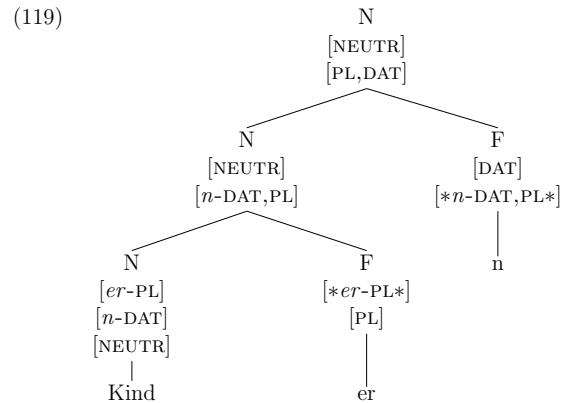 (119)
N
[NEUTR]
[PL,DAT]
N
F
[NEUTR]
[DAT]
[n-DAT,PL]
[*n-DAT,PL*]
N
F
n
[er-PL]
[*er-PL*]
[n-DAT]
[PL]
[NEUTR]
Kind
er